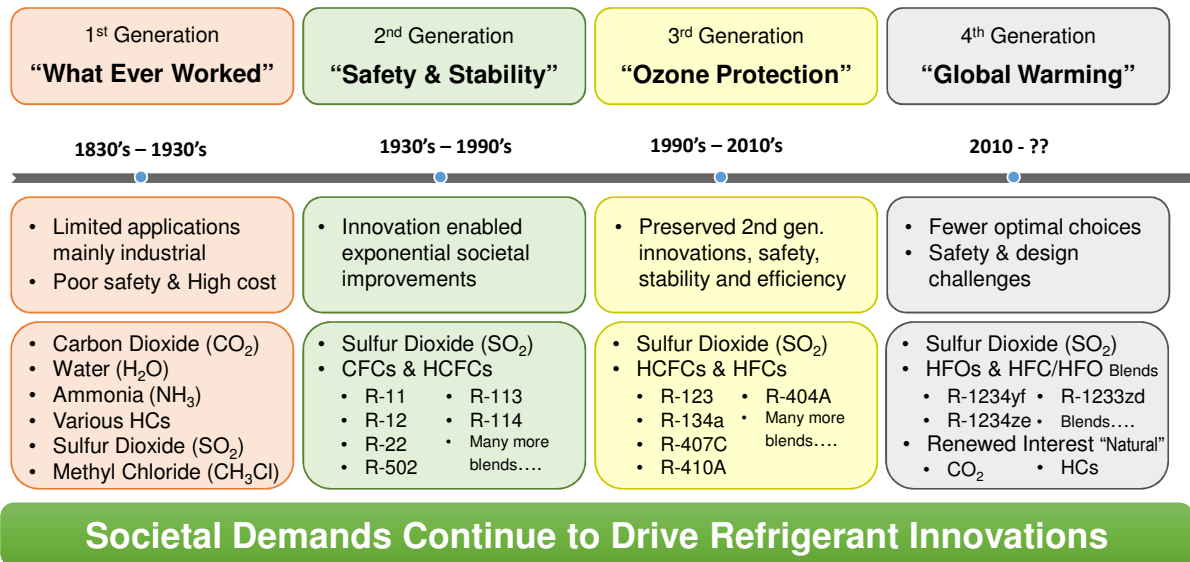 1st Generation
“What Ever Worked”
2nd Generation
“Safety & Stability”
3rd Generation
“Ozone Protection”
4th Generation
“Global Warming”
1830's – 1930's
1930's – 1990's
1990's – 2010's
2010 - ??
• Limited applications
mainly industrial
• Poor safety & High cost
• Innovation enabled
exponential societal
improvements
• Preserved 2nd gen.
innovations, safety,
stability and efficiency
• Fewer optimal choices
• Safety & design
challenges
• Carbon Dioxide (CO2)
• Water (H2O)
• Ammonia (NH3)
• Various HCs
• Sulfur Dioxide (SO2)
• Methyl Chloride (CH3Cl)
• Sulfur Dioxide (SO2)
• CFCs & HCFCs
• R-11
• R-12
• R-22
• R-502
• R-113
• R-114
• Many more
blends….
• Sulfur Dioxide (SO2)
• HCFCs & HFCs
• R-123
• R-134a
• R-407C
• R-410A
• R-404A
• Many more
blends….
• Sulfur Dioxide (SO2)
• HFOs & HFC/HFO Blends
• R-1234yf
• R-1234ze
• R-1233zd
• Blends….
• Renewed Interest “Natural”
• CO2
• HCs
Societal Demands Continue to Drive Refrigerant Innovations